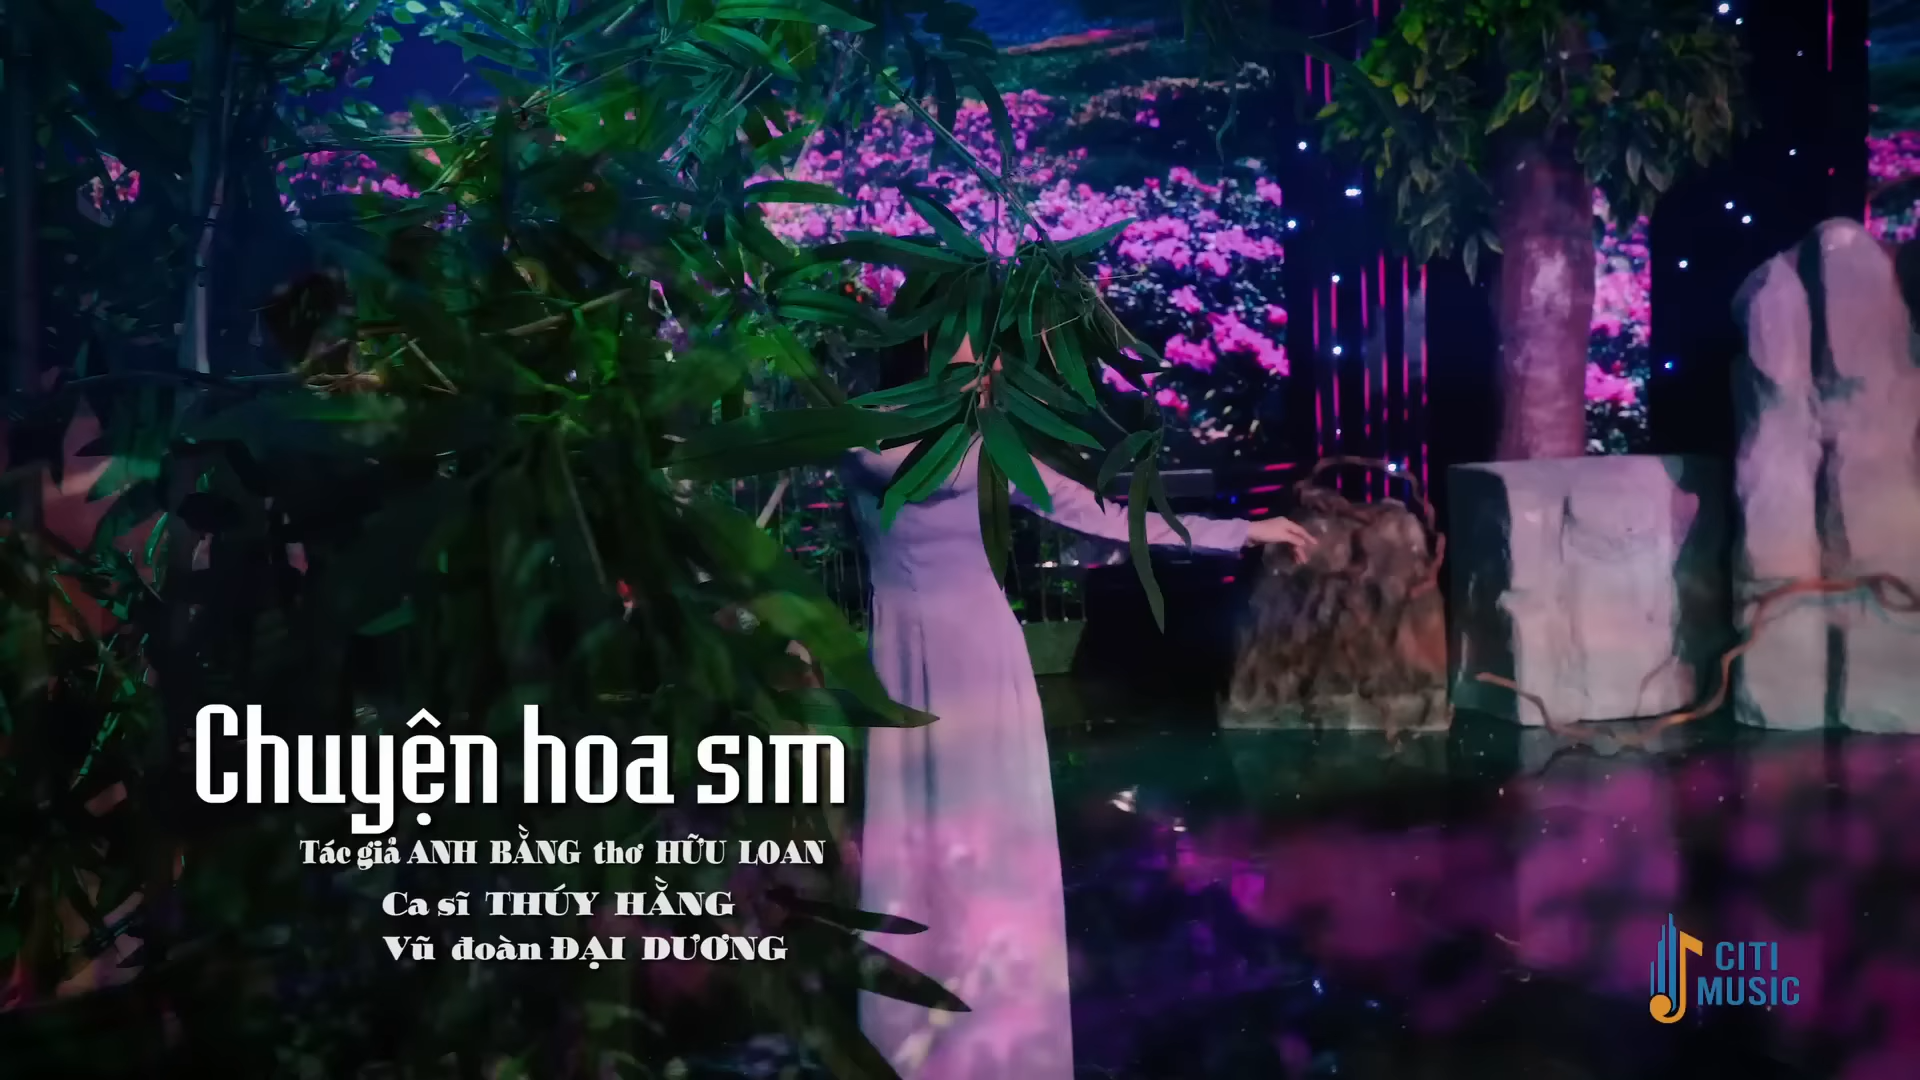 Chuyện hoa sim
Tác giả ANH BẰNG thơ HỮU LOAN
Ca sĩ THÚY HẰNG
Vũ đoàn ĐẠI DƯƠNG
CITI
MUSIC